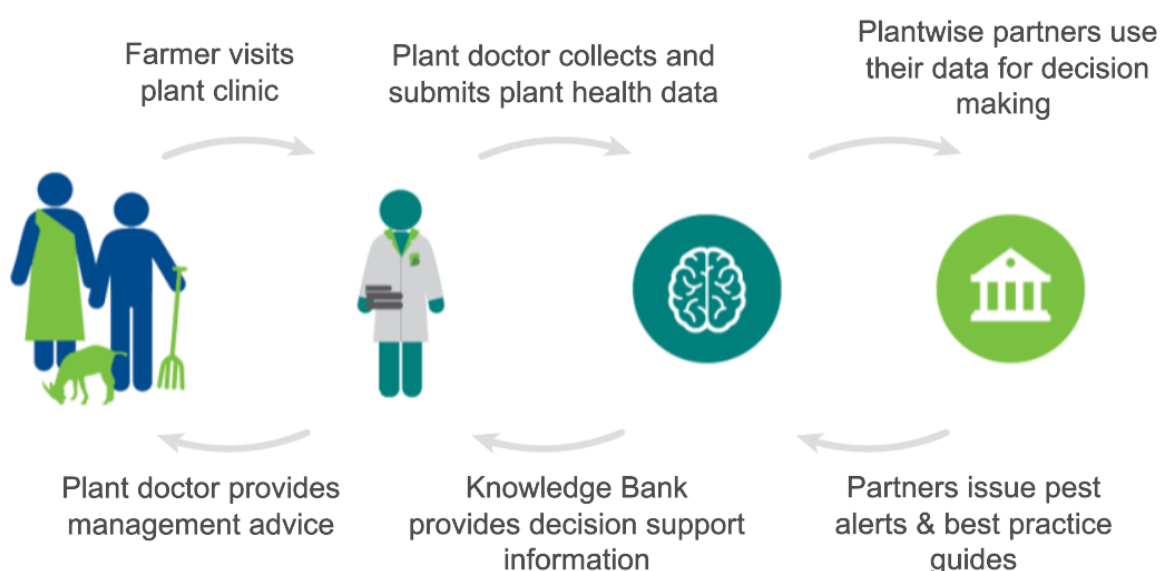 Farmer visits
plant clinic
Plant doctor collects and
submits plant health data
Plantwise partners use
their data for decision
making
Plant doctor provides
management advice
Knowledge Bank
provides decision support
information
Partners issue pest
alerts & best practice
guides